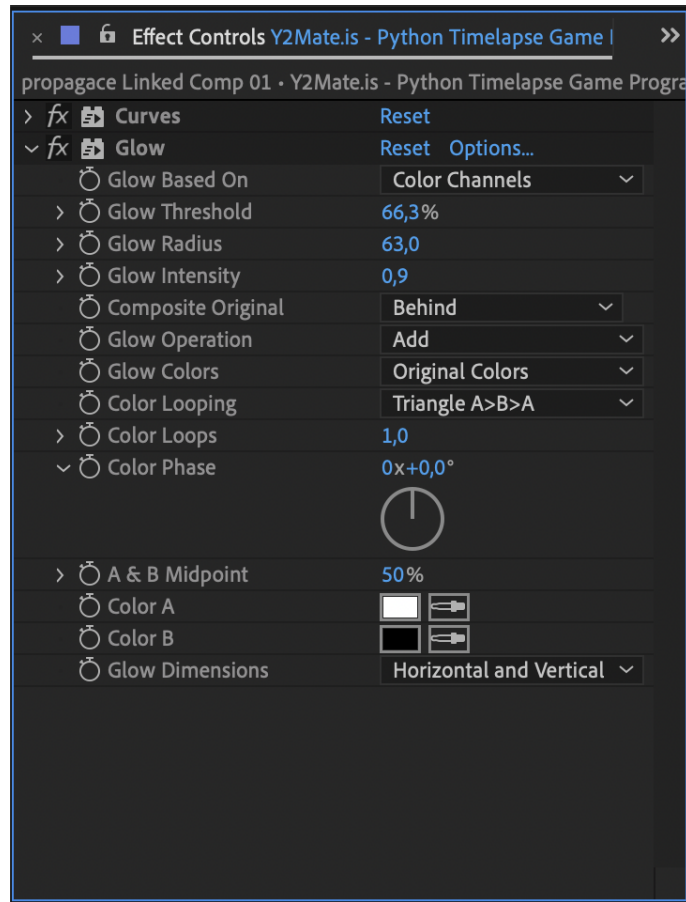 Effect Controls Y2Mate.is - Python Timelapse Game
propagace Linked Comp 01 • Y2Mate.is - Python Timelapse Game Progra
fx Curves Reset
fx Glow Reset Options...
Glow Based On Color Channels
Glow Threshold 66,3%
Glow Radius 63,0
Glow Intensity 0,9
Composite Original Behind
Glow Operation Add
Glow Colors Original Colors
Color Looping Triangle A>B>A
Color Loops 1,0
Color Phase 0x+0,0°
A & B Midpoint 50%
Color A
Color B
Glow Dimensions Horizontal and Vertical